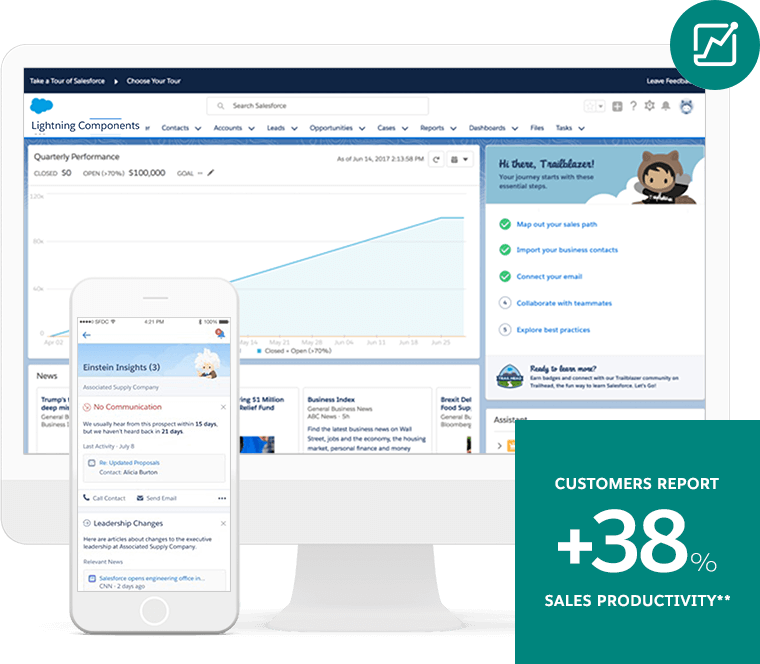 Take a Tour of Salesforce
Choose Your Tour
Leave Feedba
Search Salesforce
Lightning Components
Contacts
Accounts
Leads
Opportunities
Cases
Reports
Dashboards
Files
Tasks
Quarterly Performance
As of Jun 14, 2017 2:13:58 PM
CLOSED $0 OPEN (>70%) $100,000 GOAL --
120k
80k
40k
0
Apr-02
May 14 May 21 May 28 Jun 04 Jun 11 Jun 18 Jun 25
Closed + Open (>70%)
Hi there, Trailblazer!
Your journey starts with these
essential steps.
Map out your sales path
Import your business contacts
Connect your email
4 Collaborate with teammates
5 Explore best practices
TRAILHEAD
Ready to learn more?
Earn badges and connect with our Trailblazer community on
Trailhead, the fun way to learn Salesforce. Let's Go!
News
Trump's
deep mis
General B
Business I
ring $1 Million
Relief Fund
Business Index
General Business News
ABC News - 5h
Find the latest business news on Wall
Street, jobs and the economy, the housing
market, personal finance and money
Brexit Del
Food Sup
General B
Bloomberg
Assistant
SFDC 4:21 PM 100%
Einstein Insights (3)
Associated Supply Company
No Communication
We usually hear from this prospect within 15 days,
but we haven't heard back in 21 days.
Last Activity - July 8
Re: Updated Proposals
Contact: Alicia Burton
Call Contact
Send Email
Leadership Changes
Here are articles about changes to the executive
leadership at Associated Supply Company.
Relevant News
Salesforce opens engineering office in...
CNN - 2 days ago
CUSTOMERS REPORT
+38%
SALES PRODUCTIVITY**